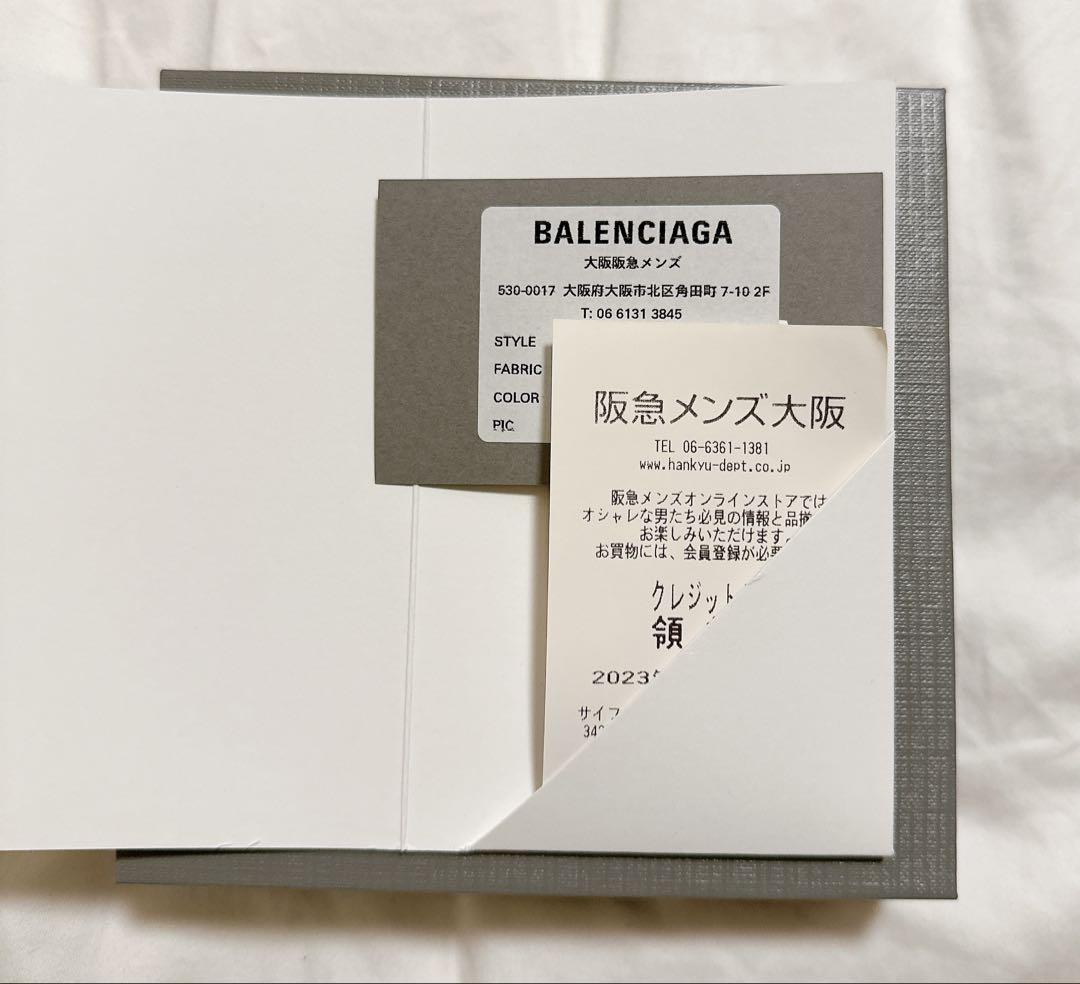 BALENCIAGA
大阪阪急メンズ
530-0017 大阪府大阪市北区角田町 7-10 2F
T: 06 6131 3845
STYLE
FABRIC
COLOR
PIC
阪急メンズ大阪
TEL 06-6361-1381
www.hankyu-dept.co.jp
阪急メンズオンラインストアでは
オシャレな男たち必見の情報と品揃
お楽しみいただけます。
お買物には、会員登録が必要
クレジット
領
2023年
サイフ